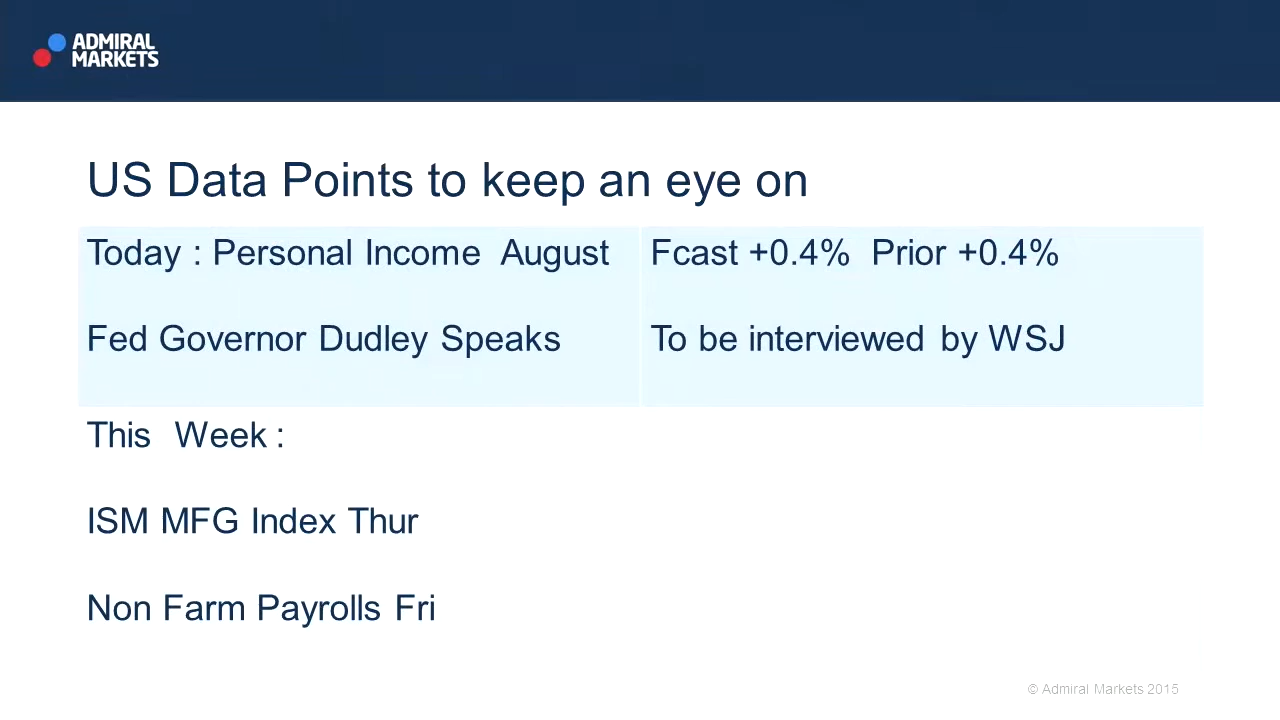 ADMIRAL
MARKETS
US Data Points to keep an eye on
Today : Personal Income August Fcast +0.4% Prior +0.4%
Fed Governor Dudley Speaks To be interviewed by WSJ
This Week :
ISM MFG Index Thur
Non Farm Payrolls Fri
© Admiral Markets 2015